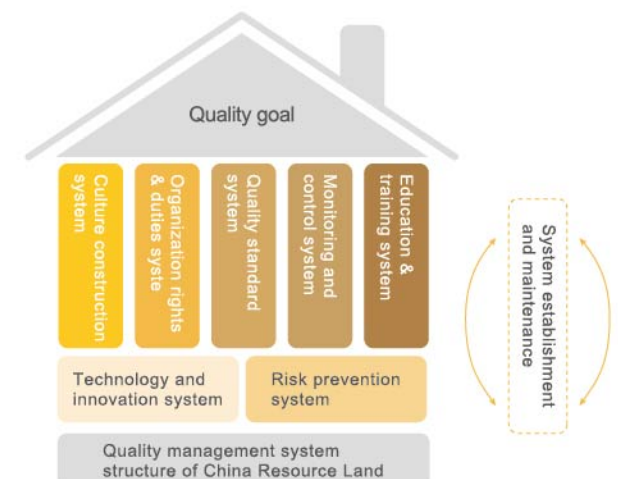 Quality goal
Culture construction
system
Organization rights
& duties syste
Quality standard
system
Monitoring and
control system
Education &
training system
System establishment
and maintenance
Technology and
innovation system
Risk prevention
system
Quality management system
structure of China Resource Land